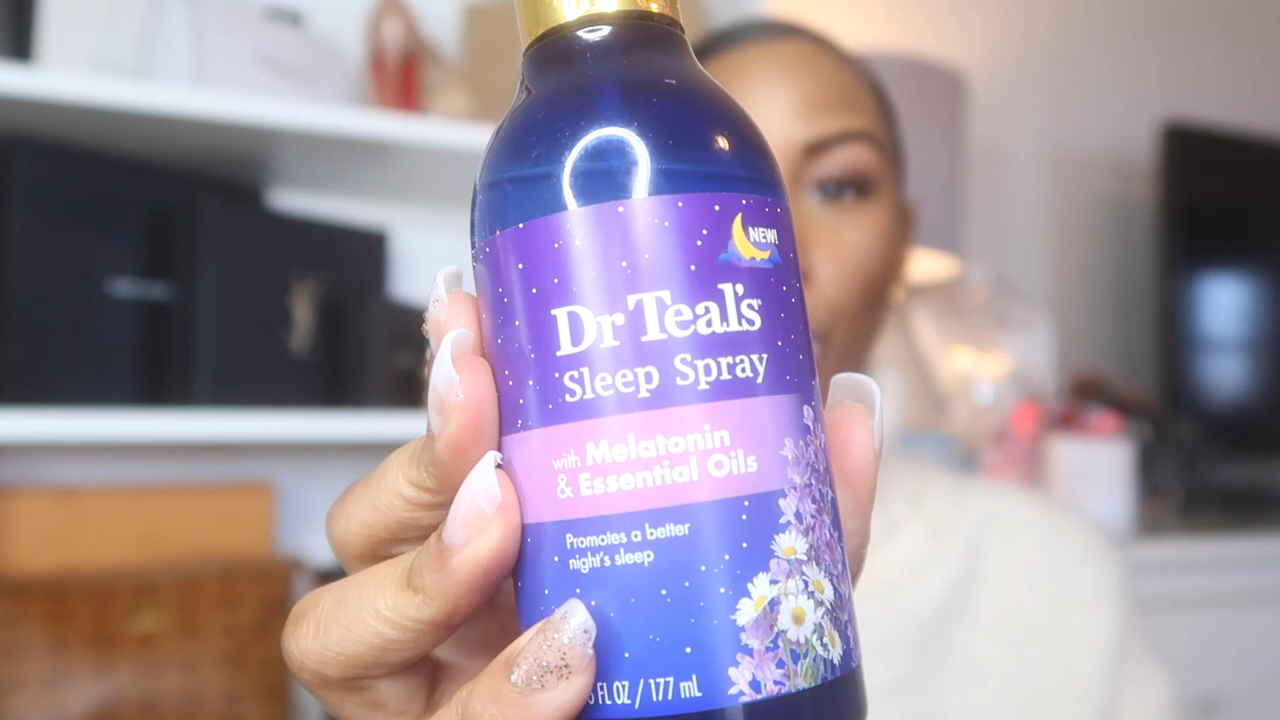 NEW!
Dr Teal's
Sleep Spray
with Melatonin
& Essential Oils
Promotes a better
night's sleep
FL OZ / 177 mL